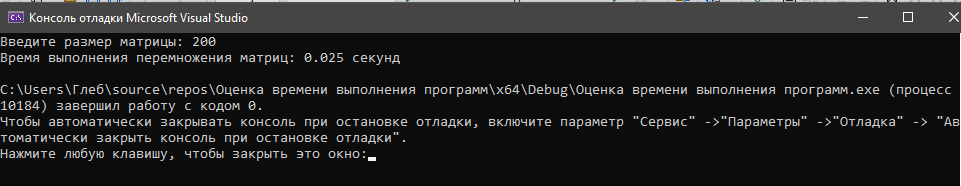 Консоль отладки Microsoft Visual Studio
Введите размер матрицы: 200
Время выполнения перемножения матриц: 0.025 секунд
C:\Users\Глеб\source\repos\Оценка времени выполнения программ\x64\Debug\Оценка времени выполнения программ.exe (процесс
10184) завершил работу с кодом 0.
Чтобы автоматически закрывать консоль при остановке отладки, включите параметр "Сервис" ->"Параметры" ->"Отладка" -> "Ав
томатически закрыть консоль при остановке отладки".
Нажмите любую клавишу, чтобы закрыть это окно: